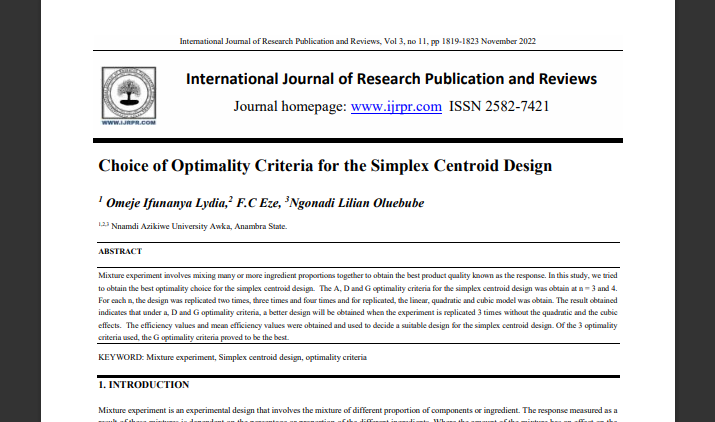 International Journal of Research Publication and Reviews, Vol 3, no 11, pp 1819-1823 November 2022
International Journal of Research Publication and Reviews
Journal homepage: www.ijrpr.com ISSN 2582-7421
WWW.IJRPR.COM
Choice of Optimality Criteria for the Simplex Centroid Design
1 Omeje Ifunanya Lydia,2 F.C Eze, 3Ngonadi Lilian Oluebube
1,2,3 Nnamdi Azikiwe University Awka, Anambra State.
ABSTRACT
Mixture experiment involves mixing many or more ingredient proportions together to obtain the best product quality known as the response. In this study, we tried
to obtain the best optimality choice for the simplex centroid design. The A, D and G optimality criteria for the simplex centroid design was obtain at n = 3 and 4.
For each n, the design was replicated two times, three times and four times and for replicated, the linear, quadratic and cubic model was obtain. The result obtained
indicates that under a, D and G optimality criteria, a better design will be obtained when the experiment is replicated 3 times without the quadratic and the cubic
effects. The efficiency values and mean efficiency values were obtained and used to decide a suitable design for the simplex centroid design. Of the 3 optimality
criteria used, the G optimality criteria proved to be the best.
KEYWORD: Mixture experiment, Simplex centroid design, optimality criteria
1. INTRODUCTION
Mixture experiment is an experimental design that involves the mixture of different proportion of components or ingredient. The response measured as a